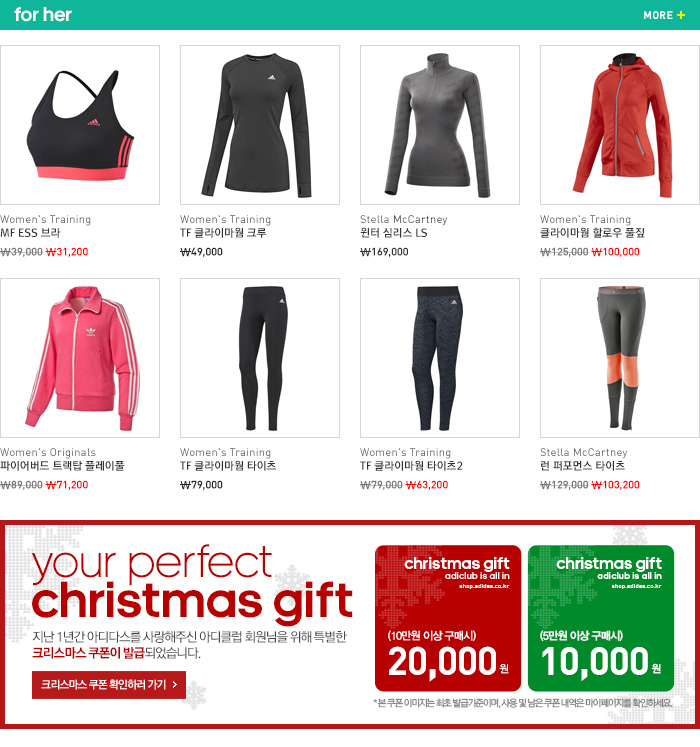 for her
MORE +
Women's Training
MF ESS 브라
₩39,000 ₩31,200
Women's Training
TF 클라이마웜 크루
₩49,000
Stella McCartney
윈터 심리스 LS
₩169,000
Women's Training
클라이마웜 할로우 풀짚
₩125,000 ₩100,000
Women's Originals
파이어버드 트랙탑 플레이풀
₩89,000 ₩71,200
Women's Training
TF 클라이마웜 타이츠
₩79,000
Women's Training
TF 클라이마웜 타이츠2
₩79,000 ₩63,200
Stella McCartney
런 퍼포먼스 타이츠
₩129,000 ₩103,200
your perfect
christmas gift
지난 1년간 아디다스를 사랑해주신 아디클럽 회원님을 위해 특별한
크리스마스 쿠폰이 발급되었습니다.
크리스마스 쿠폰 확인하러 가기 >
christmas gift
adiclub is all in
shop.adidas.co.kr
(10만원 이상 구매시)
20,000 원
christmas gift
adiclub is all in
shop.adidas.co.kr
(5만원 이상 구매시)
10,000 원
*본 쿠폰 이미지는 최초 발급기준이며, 사용 및 남은 쿠폰 내역은 마이페이지를 확인하세요.